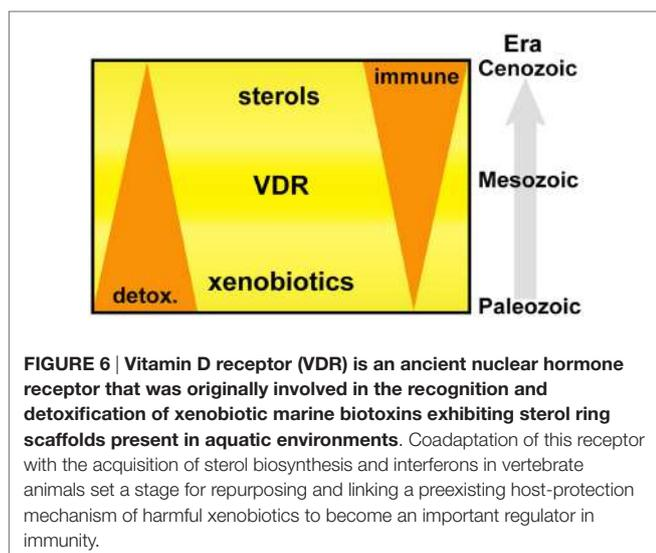 Era
Cenozoic
immune
sterols
VDR
Mesozoic
xenobiotics
detox.
Paleozoic
FIGURE 6 | Vitamin D receptor (VDR) is an ancient nuclear hormone
receptor that was originally involved in the recognition and
detoxification of xenobiotic marine biotoxins exhibiting sterol ring
scaffolds present in aquatic environments. Coadaptation of this receptor
with the acquisition of sterol biosynthesis and interferons in vertebrate
animals set a stage for repurposing and linking a preexisting host-protection
mechanism of harmful xenobiotics to become an important regulator in
immunity.